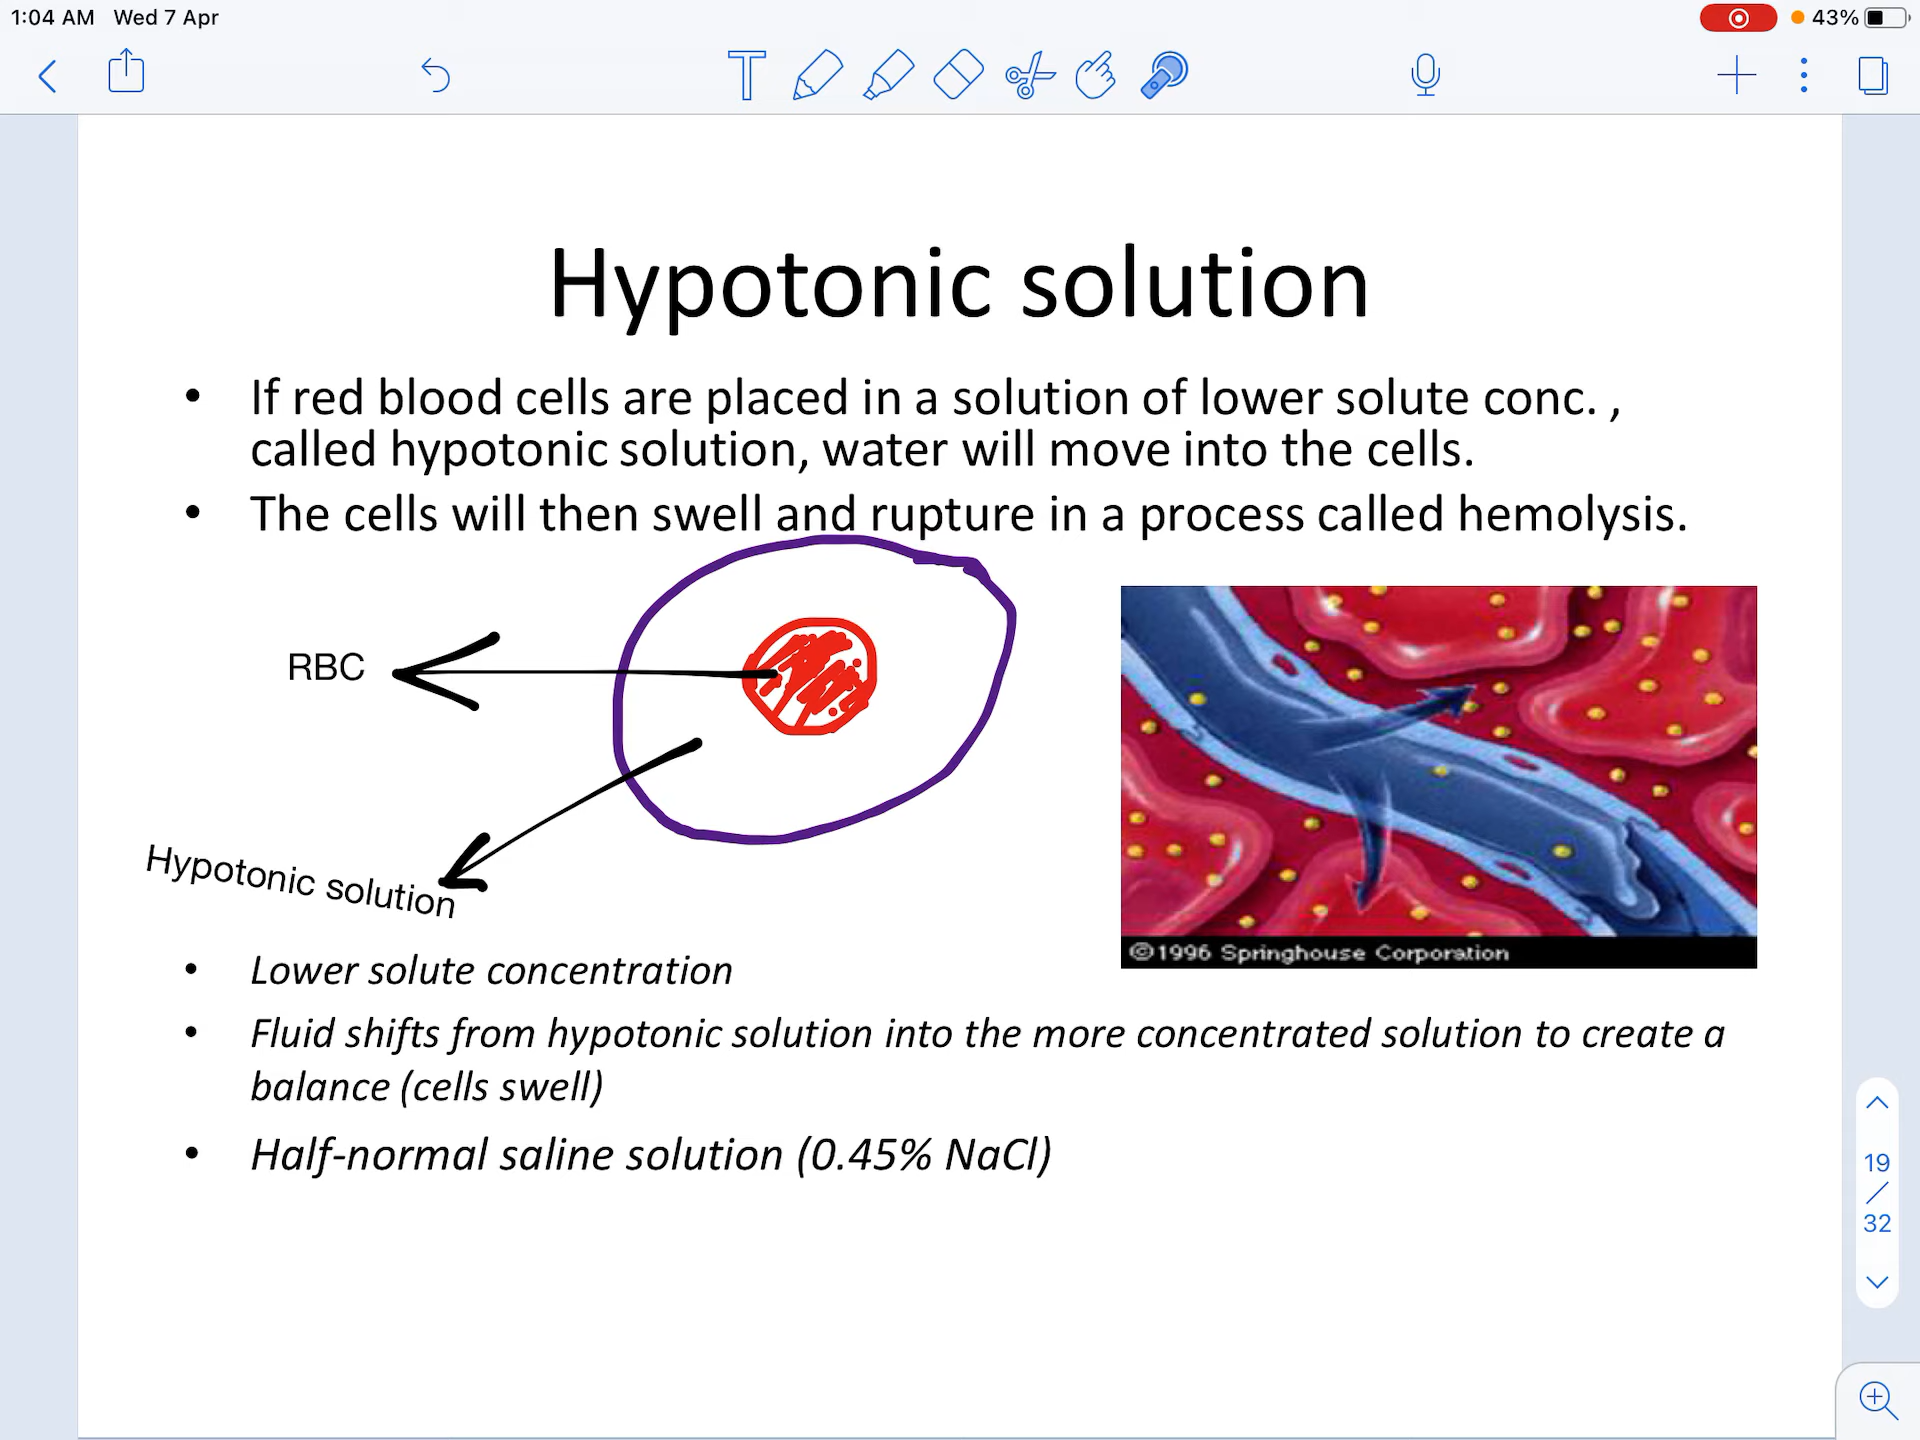 1:04 AM Wed 7 Apr
43%
T
Hypotonic solution
• If red blood cells are placed in a solution of lower solute conc. ,
called hypotonic solution, water will move into the cells.
• The cells will then swell and rupture in a process called hemolysis.
RBC
Hypotonic solution
©1996 Springhouse Corporation
• Lower solute concentration
• Fluid shifts from hypotonic solution into the more concentrated solution to create a
balance (cells swell)
• Half-normal saline solution (0.45% NaCl)
19
/
32